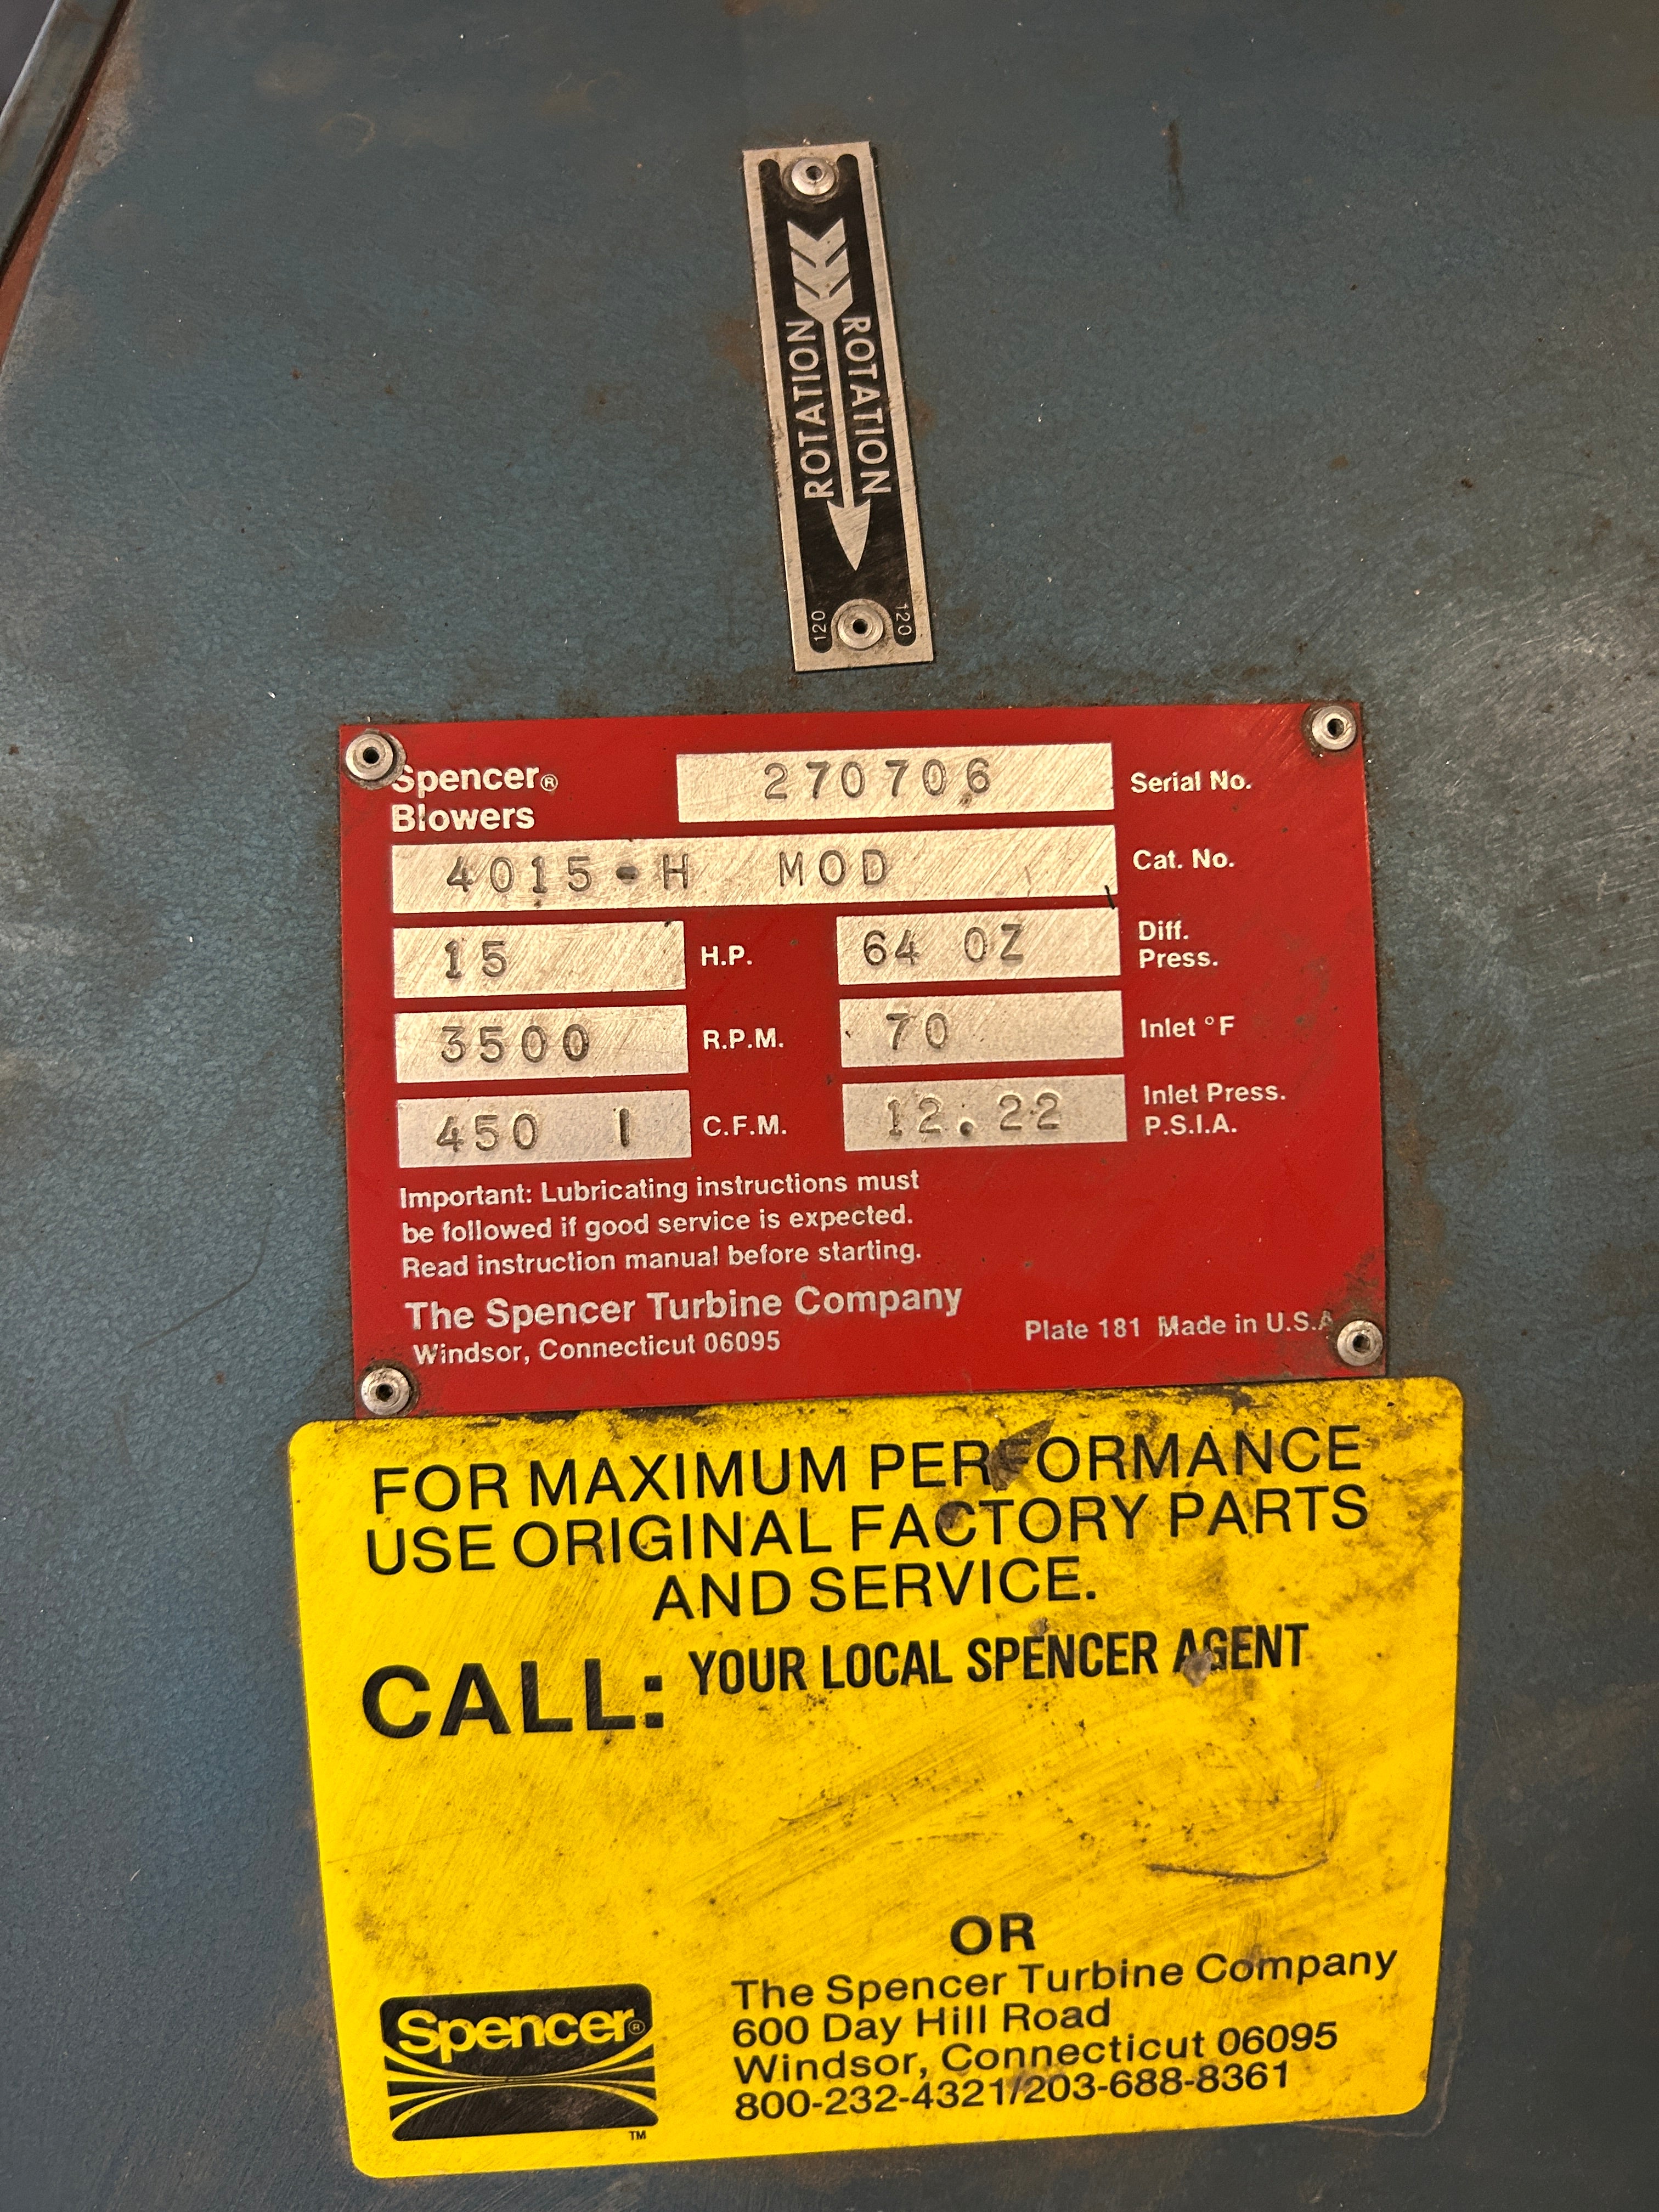 ROTATION
ROTATION
120
120
Spencer®
Blowers
270706 Serial No.
4015-H MOD Cat. No.
15 H.P. 64 OZ Diff. Press.
3500 R.P.M. 70 Inlet °F
450 I C.F.M. 12.22 Inlet Press. P.S.I.A.
Important: Lubricating instructions must
be followed if good service is expected.
Read instruction manual before starting.
The Spencer Turbine Company
Windsor, Connecticut 06095
Plate 181 Made in U.S.A
FOR MAXIMUM PERFORMANCE
USE ORIGINAL FACTORY PARTS
AND SERVICE.
CALL: YOUR LOCAL SPENCER AGENT
OR
The Spencer Turbine Company
600 Day Hill Road
Windsor, Connecticut 06095
800-232-4321/203-688-8361
Spencer®
TM